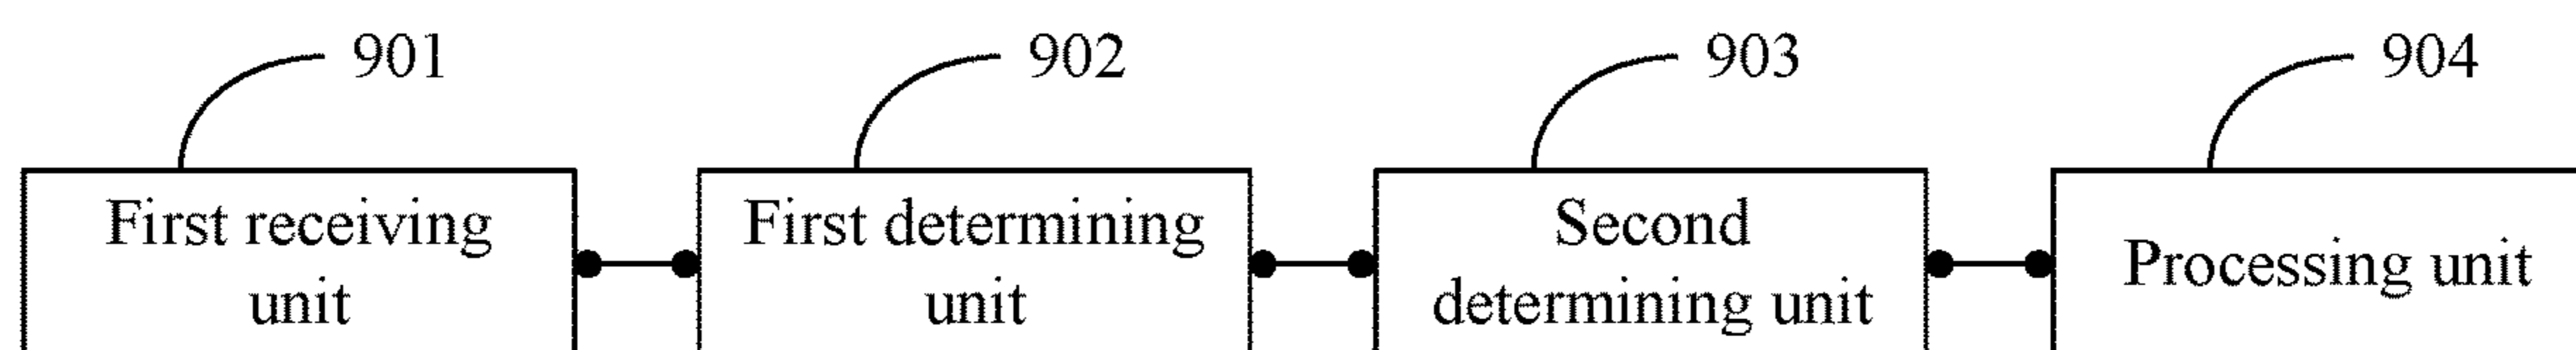 901
902
903
904
First receiving
unit
First determining
unit
Second
determining unit
Processing unit